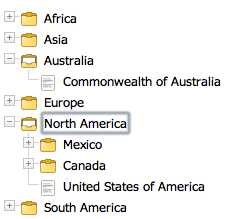 Africa
Asia
Australia
Commonwealth of Australia
Europe
North America
Mexico
Canada
United States of America
South America